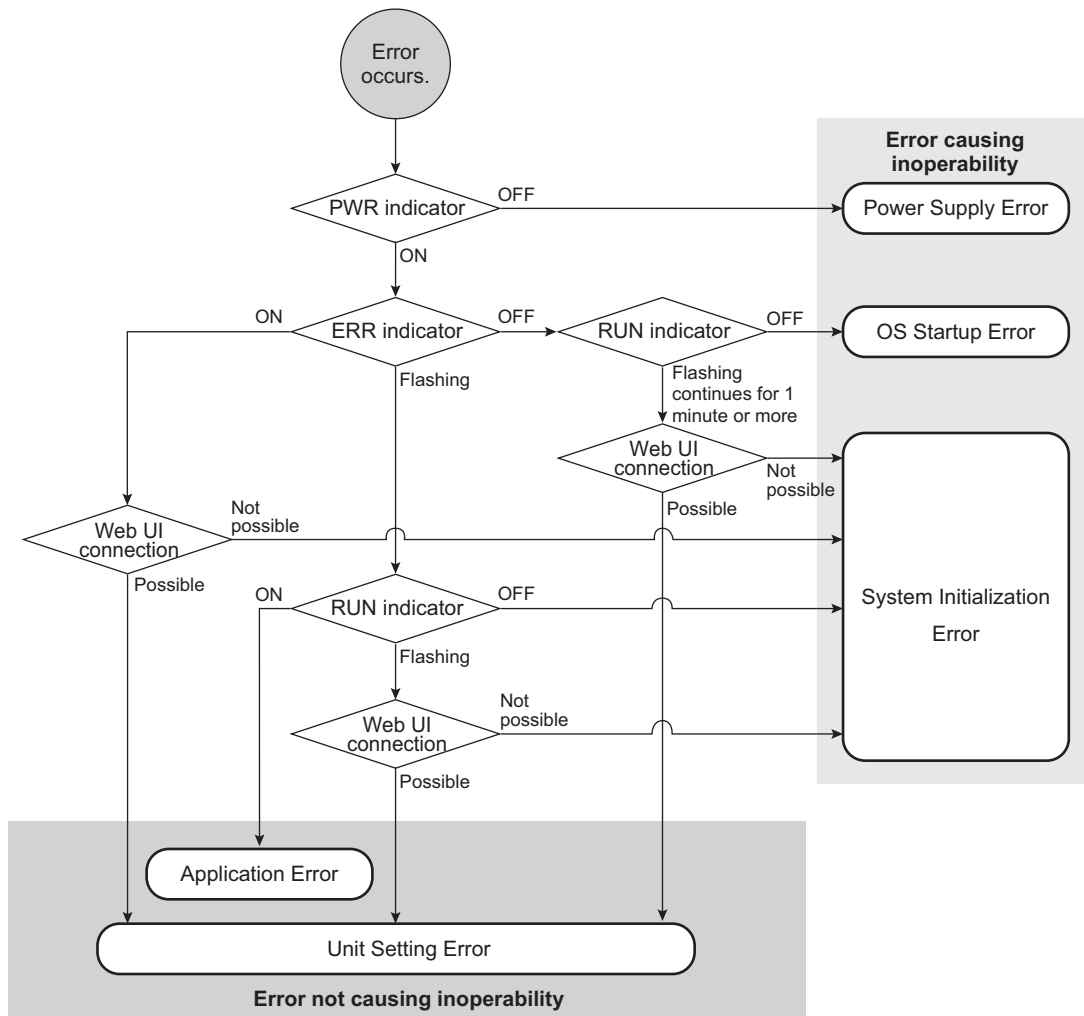 Error
occurs.
Error causing
inoperability
PWR indicator
OFF
Power Supply Error
ON
ON
ERR indicator
OFF
RUN indicator
OFF
OS Startup Error
Flashing
Flashing
continues for 1
minute or more
Web UI
connection
Not
possible
Possible
Web UI
connection
Not
possible
Possible
ON
RUN indicator
OFF
System Initialization
Error
Flashing
Web UI
connection
Not
possible
Possible
Application Error
Unit Setting Error
Error not causing inoperability